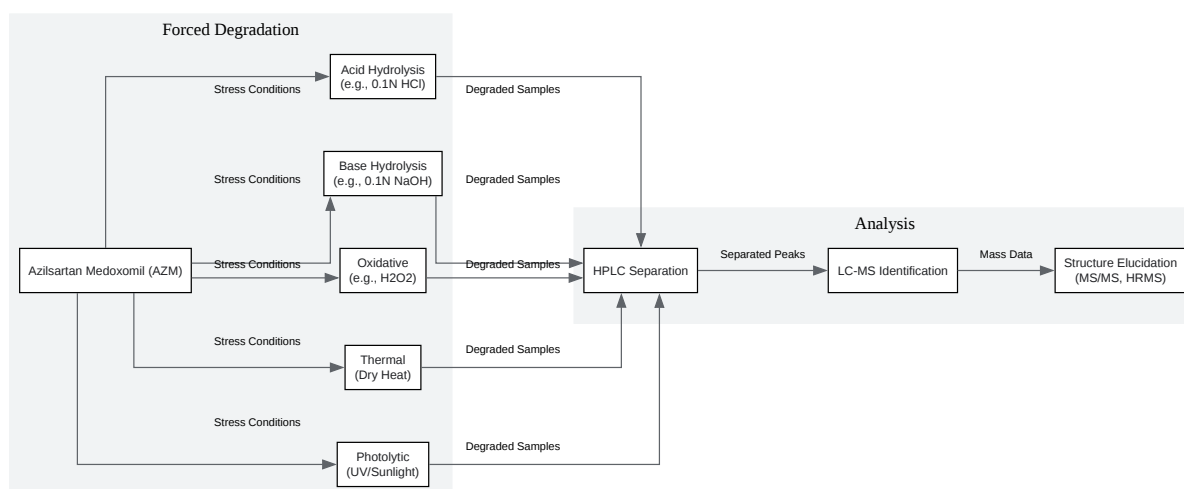 Forced Degradation
Acid Hydrolysis
(e.g., 0.1N HCl)
Stress Conditions
Degraded Samples
Base Hydrolysis
(e.g., 0.1N NaOH)
Stress Conditions
Degraded Samples
Analysis
Azilsartan Medoxomil (AZM)
Stress Conditions
Oxidative
(e.g., H2O2)
Degraded Samples
HPLC Separation
Separated Peaks
LC-MS Identification
Mass Data
Structure Elucidation
(MS/MS, HRMS)
Stress Conditions
Thermal
(Dry Heat)
Degraded Samples
Stress Conditions
Photolytic
(UV/Sunlight)
Degraded Samples